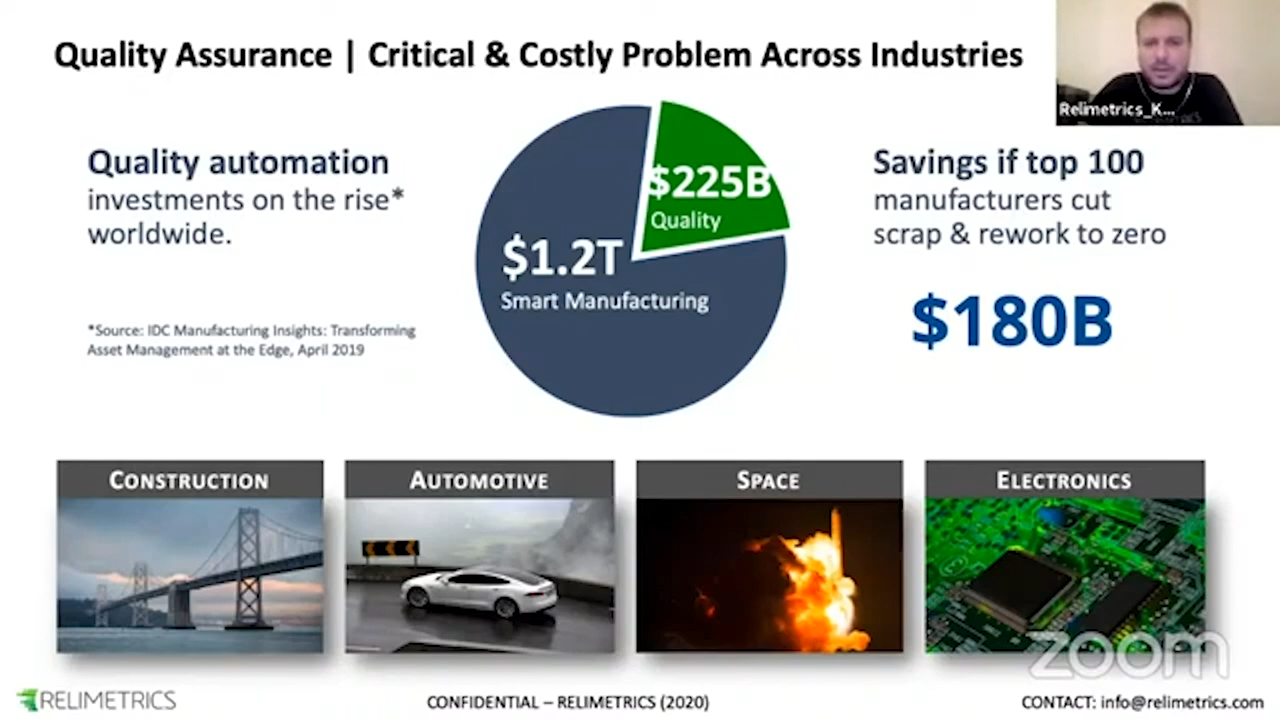 Quality Assurance | Critical & Costly Problem Across Industries
Relimetrics_K...
Quality automation
investments on the rise*
worldwide.
*Source: IDC Manufacturing Insights: Transforming
Asset Management at the Edge, April 2019
$225B
Quality
$1.2T
Smart Manufacturing
Savings if top 100
manufacturers cut
scrap & rework to zero
$180B
CONSTRUCTION
AUTOMOTIVE
SPACE
ELECTRONICS
zoom
RELIMETRICS
CONFIDENTIAL – RELIMETRICS (2020)
CONTACT: info@relimetrics.com